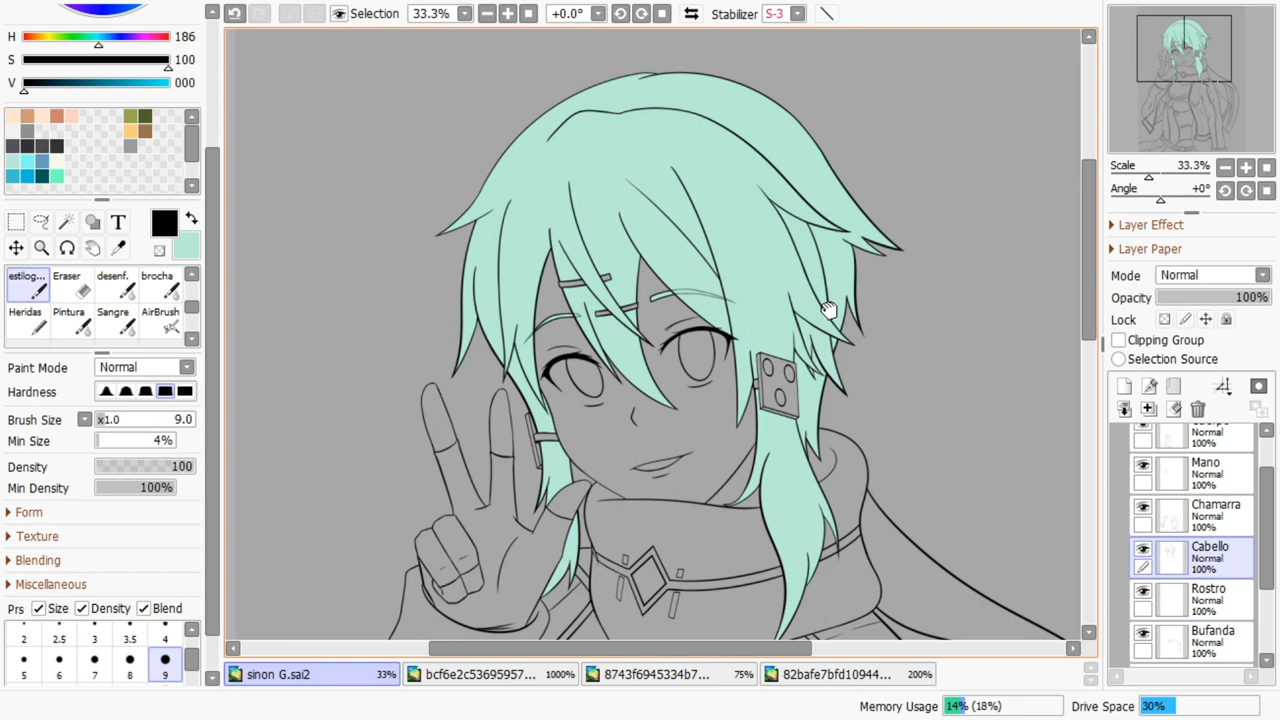 Selection 33.3% +0.0° Stabilizer S-3
H 186
S 100
V 000
T
estilog... Eraser desenf. brocha
Heridas Pintura Sangre AirBrush
Paint Mode Normal
Hardness
Brush Size x1.0 9.0
Min Size 4%
Density 100
Min Density 100%
Form
Texture
Blending
Miscellaneous
Prs Size Density Blend
2 2.5 3 3.5 4
5 6 7 8 9
Scale 33.3%
Angle +0°
Layer Effect
Layer Paper
Mode Normal
Opacity 100%
Lock
Clipping Group
Selection Source
Normal
100%
Mano
Normal
100%
Chamarra
Normal
100%
Cabello
Normal
100%
Rostro
Normal
100%
Bufanda
Normal
100%
sinon G.sai2 33% bcf6e2c53695957... 1000% 8743f6945334b7... 75% 82bafe7bfd10944... 200%
Memory Usage 14% (18%) Drive Space 30%